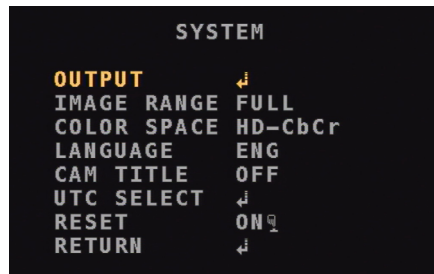 SYSTEM
OUTPUT ↲
IMAGE RANGE FULL
COLOR SPACE HD-CbCr
LANGUAGE ENG
CAM TITLE OFF
UTC SELECT ↲
RESET ON
RETURN ↲